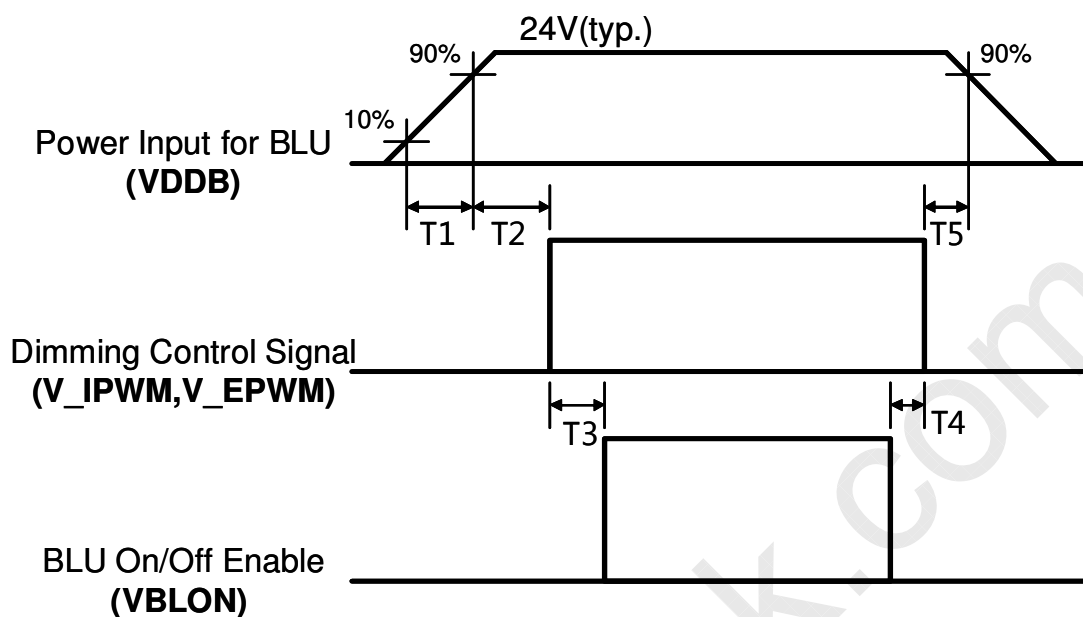 24V(typ.)
90%
90%
10%
Power Input for BLU
(VDDB)
T1
T2
T5
Dimming Control Signal
(V_IPWM,V_EPWM)
T3
T4
BLU On/Off Enable
(VBLON)
k.com